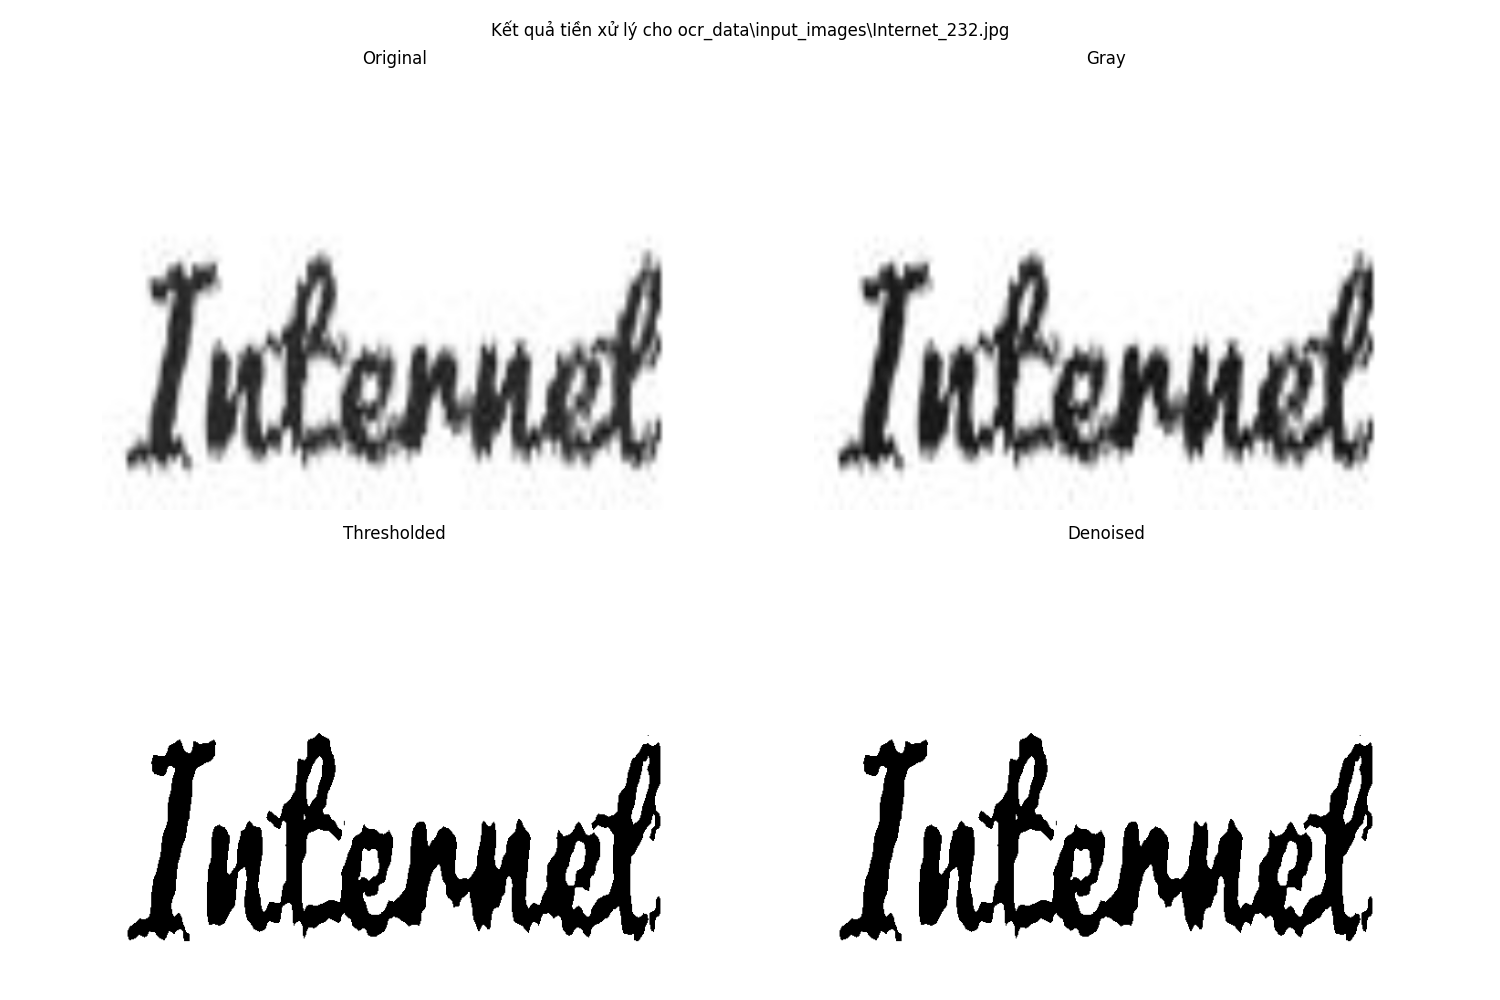 Kết quả tiền xử lý cho ocr_data\input_images\Internet_232.jpg
Original
Gray
Internet
Internet
Thresholded
Denoised
Internet
Internet